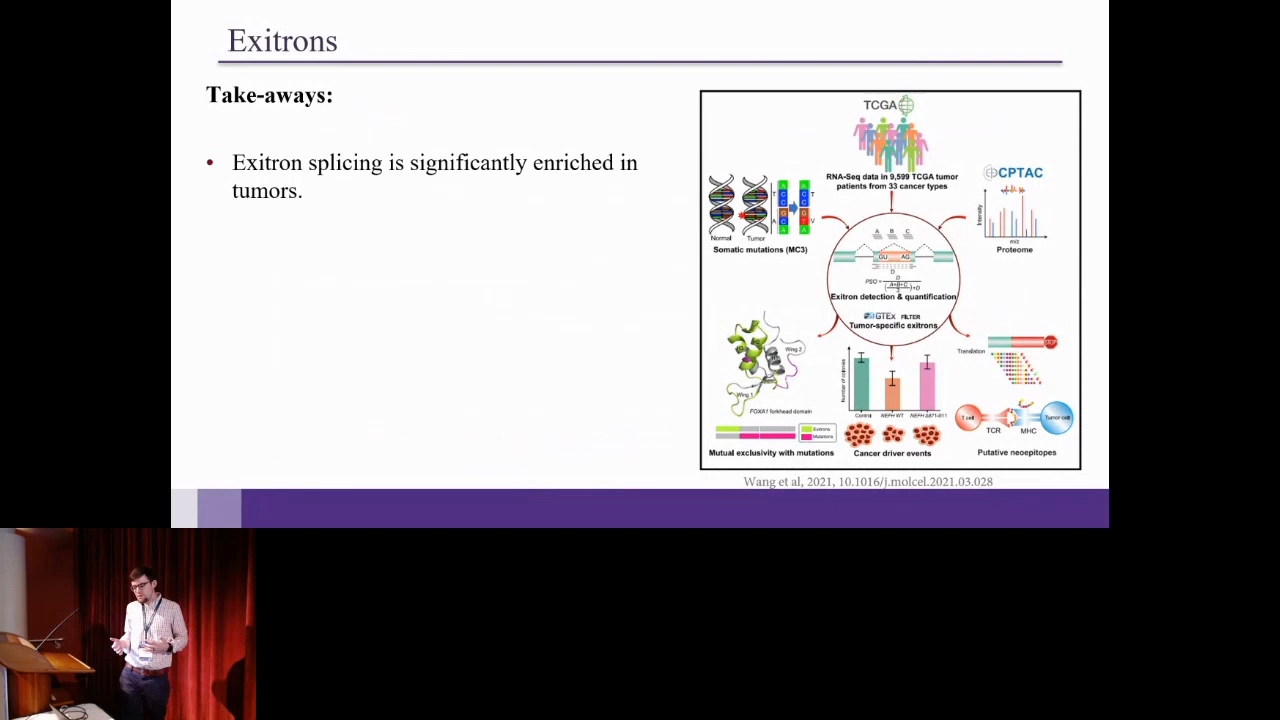 Exitrons
Take-aways:
• Exitron splicing is significantly enriched in
tumors.
TCGA
RNA-Seq data in 9,599 TCGA tumor
patients from 33 cancer types
CPTAC
Intensity
m/z
Proteome
Normal
Tumor
Somatic mutations (MC3)
A B C
GU AG
D
Exitron detection & quantification
GTEx FILTER
Tumor-specific exitrons
Wing 2
Wing 1
FOXA1 forkhead domain
Exitrons
Mutations
Mutual exclusivity with mutations
Number of colonies
Control
NEFH WT
Cancer driver events
Translation
STOP
T cell
Tumor cell
TCR
MHC
Putative neoepitopes
Wang et al, 2021, 10.1016/j.molcel.2021.03.028